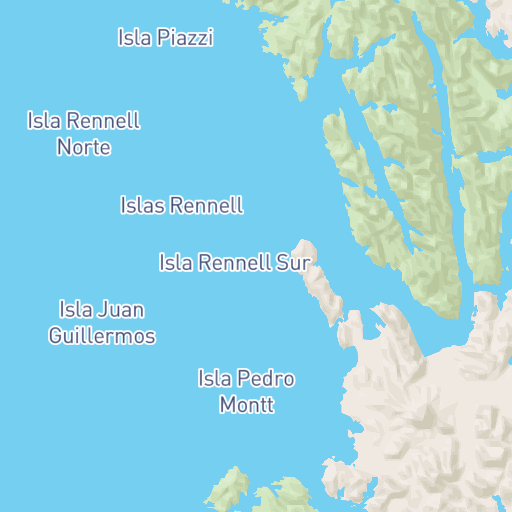 Isla Piazzi
Isla Rennell
Norte
Islas Rennell
Isla Rennell Sur
Isla Juan
Guillermos
Isla Pedro
Montt